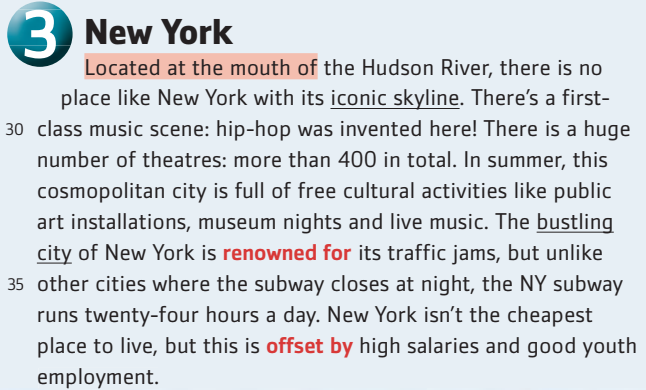 3 New York
Located at the mouth of the Hudson River, there is no
place like New York with its iconic skyline. There's a first-
30 class music scene: hip-hop was invented here! There is a huge
number of theatres: more than 400 in total. In summer, this
cosmopolitan city is full of free cultural activities like public
art installations, museum nights and live music. The bustling
city of New York is renowned for its traffic jams, but unlike
35 other cities where the subway closes at night, the NY subway
runs twenty-four hours a day. New York isn't the cheapest
place to live, but this is offset by high salaries and good youth
employment.